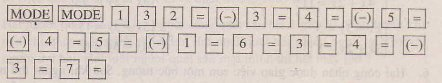 MODE MODE 1 3 2 = (−) 3 = 4 = (−) 5 =
(−) 4 = 5 = (−) 1 = 6 = 3 = 4 = (−)
3 = 7 =